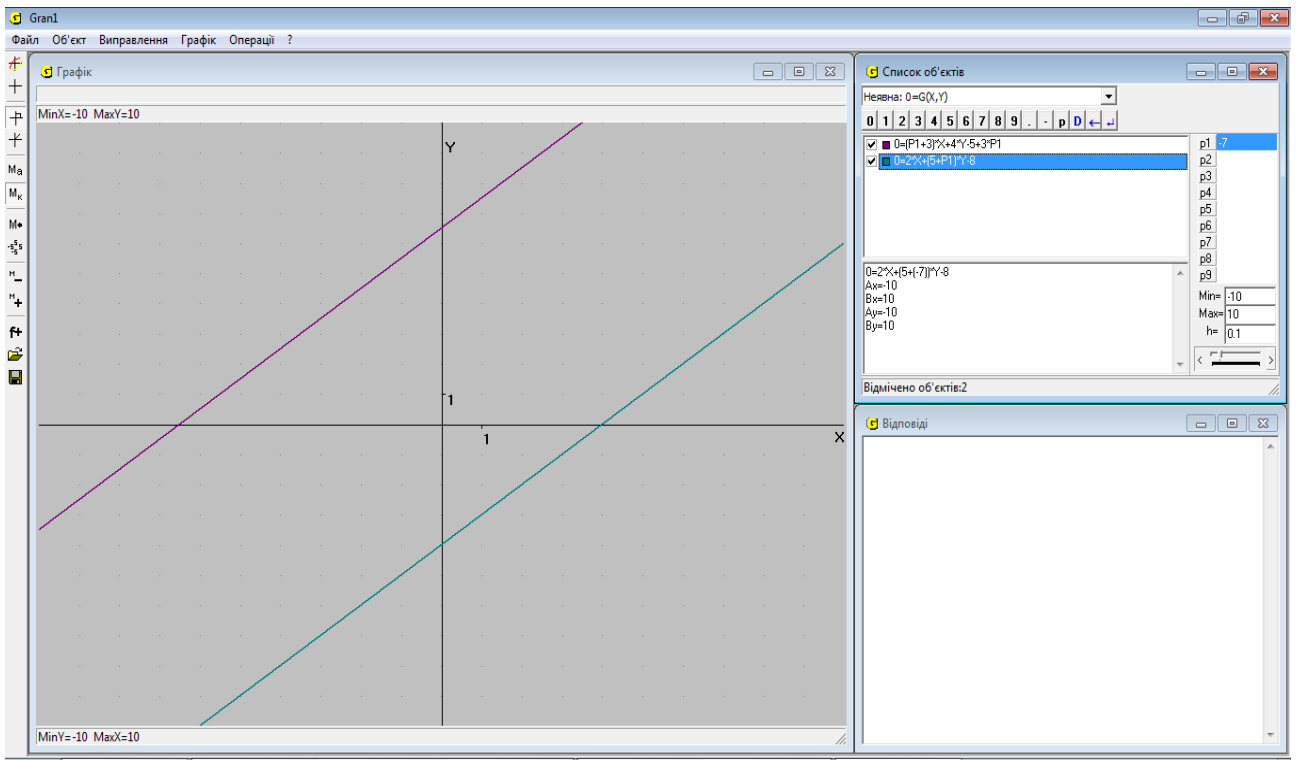 Gran1
Файл Об'єкт Виправлення Графік Операції ?
Графік
MinX=-10 MaxY=10
Y
1
1
X
MinY=-10 MaxX=10
Ma
Mк
M
5
s
s
M
M
f+
Список об'єктів
Неявна: 0=G(X,Y)
0 1 2 3 4 5 6 7 8 9 . - p D
0=(P1+3)*X+4*Y-5+3*P1
0=2*X+(5+P1)*Y-8
p1 -7
p2
p3
p4
p5
p6
p7
p8
p9
0=2*X+(5+(-7))*Y-8
Ax=-10
Bx=10
Ay=-10
By=10
Min= -10
Max= 10
h= 0.1
Відмічено об'єктів:2
Відповіді